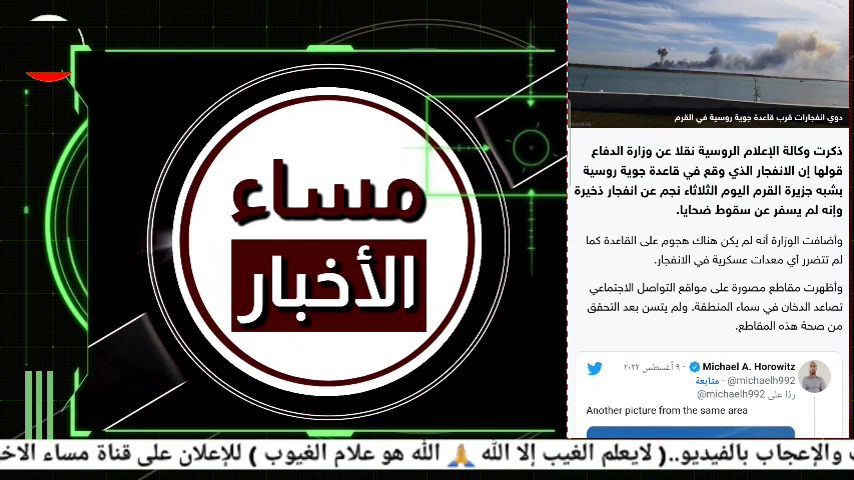 مساء
الأخبار
دوي انفجارات قرب قاعدة جوية روسية في القرم
ذكرت وكالة الإعلام الروسية نقلا عن وزارة الدفاع
قولها إن الانفجار الذي وقع في قاعدة جوية روسية
بشبه جزيرة القرم اليوم الثلاثاء نجم عن انفجار ذخيرة
وإنه لم يسفر عن سقوط ضحايا.
وأضافت الوزارة أنه لم يكن هناك هجوم على القاعدة كما
لم تتضرر أي معدات عسكرية في الانفجار.
وأظهرت مقاطع مصورة على مواقع التواصل الاجتماعي
تصاعد الدخان في سماء المنطقة. ولم يتسن بعد التحقق
من صحة هذه المقاطع.
Michael A. Horowitz · ٩ أغسطس ٢٠٢٢
@michaelh992 · متابعة
ردًا على @michaelh992
Another picture from the same area
والإعجاب بالفيديو..( لايعلم الغيب إلا الله 🙏 الله هو علام الغيوب ) للإعلان على قناة مساء